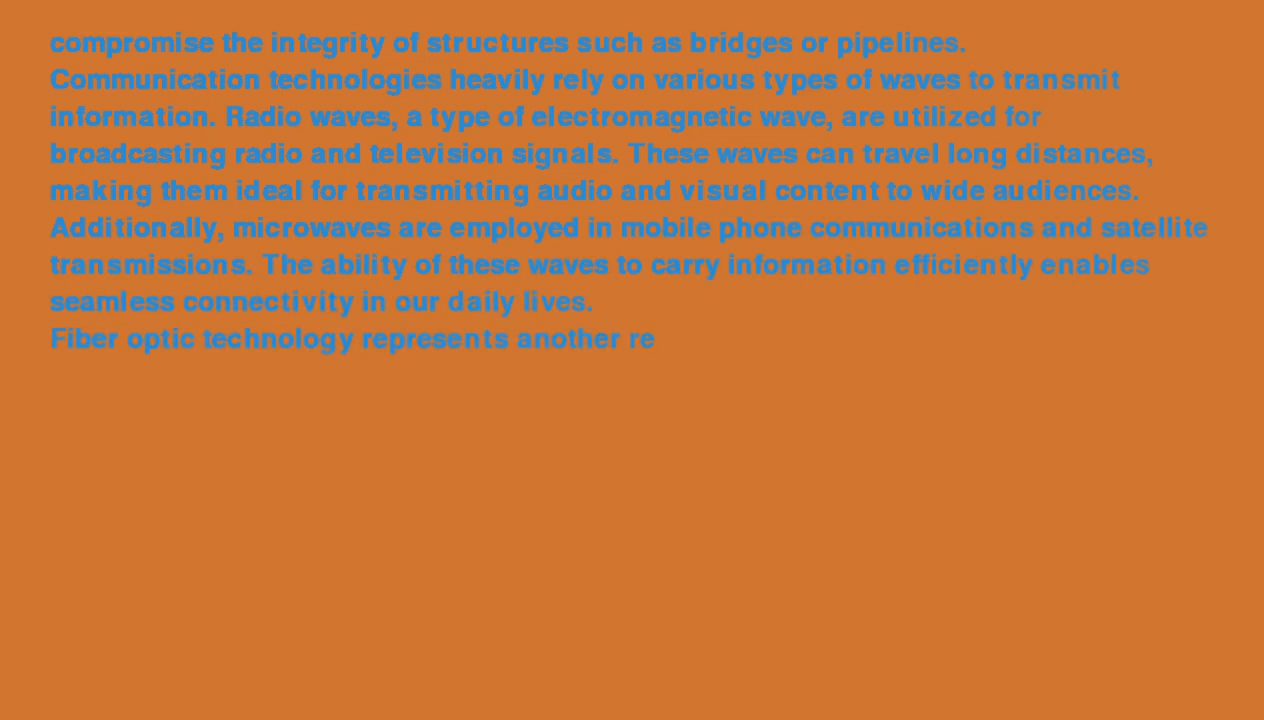 compromise the integrity of structures such as bridges or pipelines.
Communication technologies heavily rely on various types of waves to transmit
information. Radio waves, a type of electromagnetic wave, are utilized for
broadcasting radio and television signals. These waves can travel long distances,
making them ideal for transmitting audio and visual content to wide audiences.
Additionally, microwaves are employed in mobile phone communications and satellite
transmissions. The ability of these waves to carry information efficiently enables
seamless connectivity in our daily lives.
Fiber optic technology represents another re